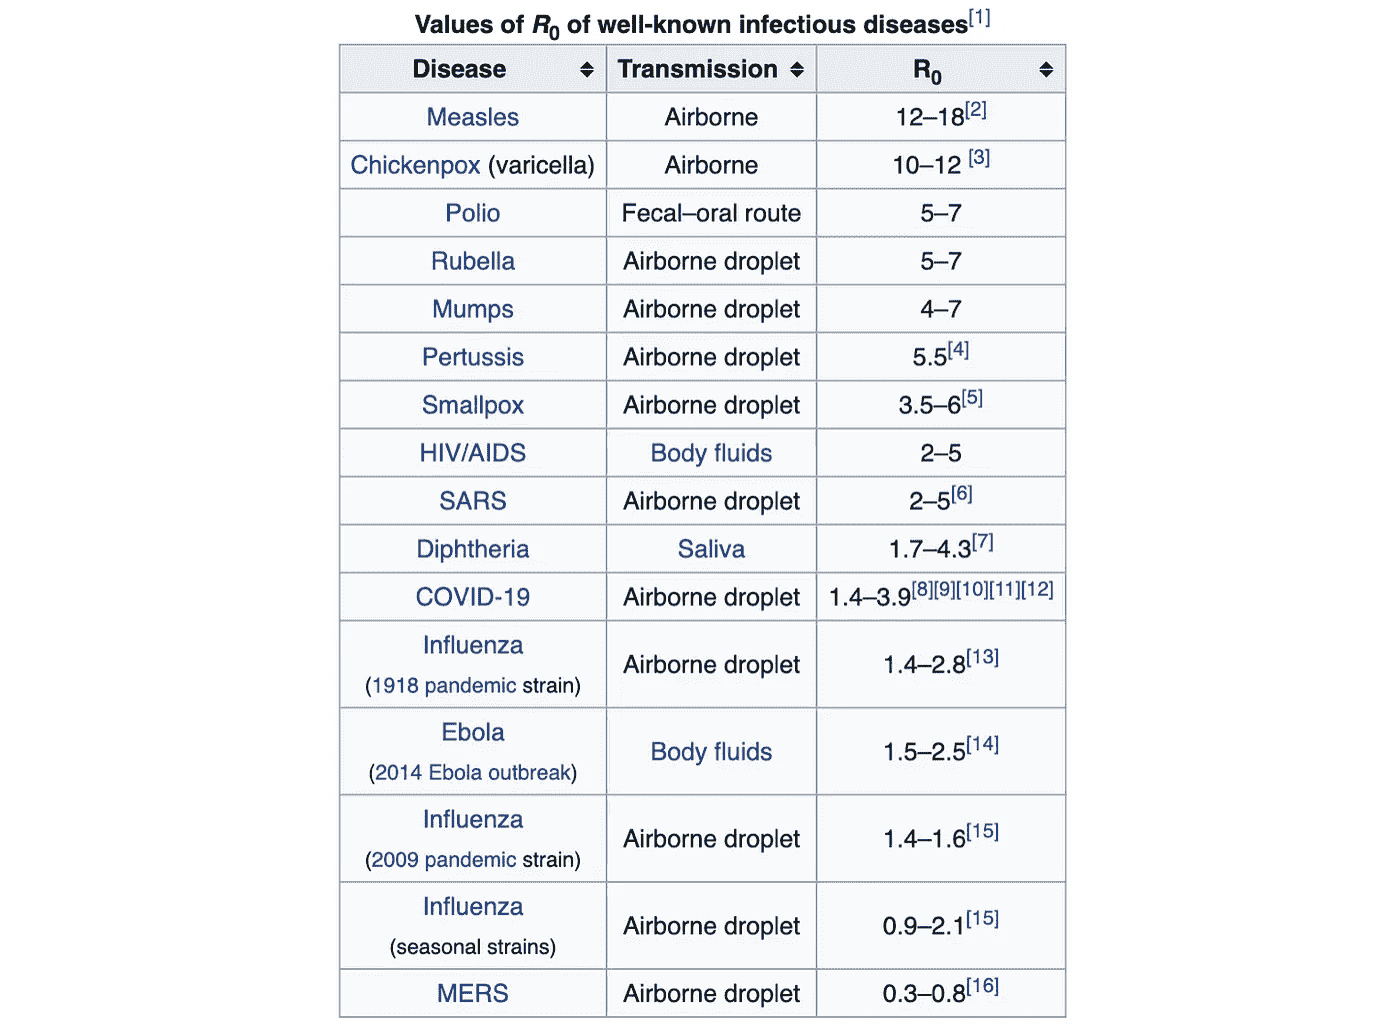 Values of R0 of well-known infectious diseases[1]
Disease Transmission R0
Measles Airborne 12–18[2]
Chickenpox (varicella) Airborne 10–12 [3]
Polio Fecal–oral route 5–7
Rubella Airborne droplet 5–7
Mumps Airborne droplet 4–7
Pertussis Airborne droplet 5.5[4]
Smallpox Airborne droplet 3.5–6[5]
HIV/AIDS Body fluids 2–5
SARS Airborne droplet 2–5[6]
Diphtheria Saliva 1.7–4.3[7]
COVID-19 Airborne droplet 1.4–3.9[8][9][10][11][12]
Influenza
(1918 pandemic strain) Airborne droplet 1.4–2.8[13]
Ebola
(2014 Ebola outbreak) Body fluids 1.5–2.5[14]
Influenza
(2009 pandemic strain) Airborne droplet 1.4–1.6[15]
Influenza
(seasonal strains) Airborne droplet 0.9–2.1[15]
MERS Airborne droplet 0.3–0.8[16]